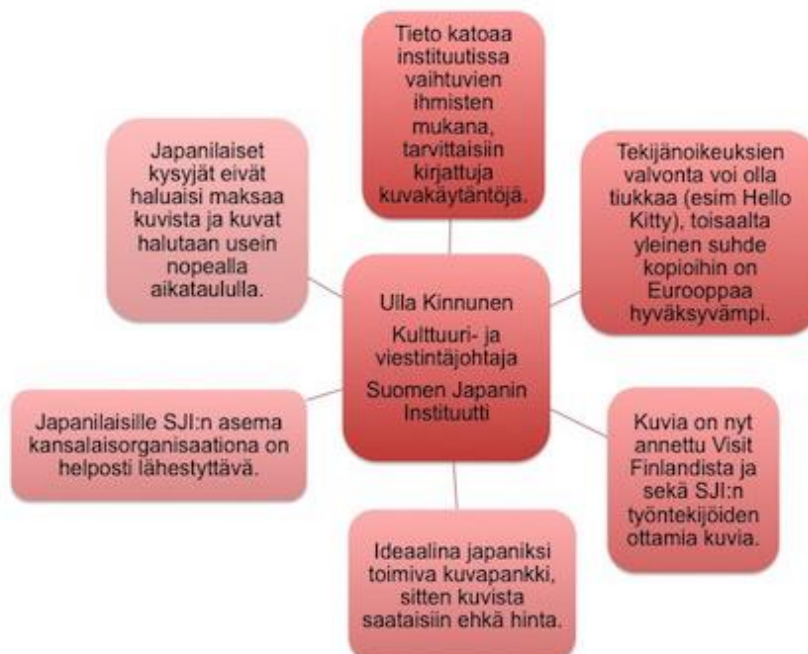 Tieto katoaa
instituutissa
vaihtuvien
ihmisten
mukana,
tarvittaisiin
kirjattuja
kuvakäytäntöjä.
Japanilaiset
kysyjät eivät
haluaisi maksaa
kuvista ja kuvat
halutaan usein
nopealla
aikataululla.
Tekijänoikeuksien
valvonta voi olla
tiukkaa (esim Hello
Kitty), toisaalta
yleinen suhde
kopioihin on
Eurooppaa
hyväksyvämpi.
Ulla Kinnunen
Kulttuuri- ja
viestintäjohtaja
Suomen Japanin
Instituutti
Japanilaisille SJI:n asema
kansalaisorganisaationa on
helposti lähestyttävä.
Kuvia on nyt
annettu Visit
Finlandista ja
sekä SJI:n
työntekijöiden
ottamia kuvia.
Ideaalina japaniksi
toimiva kuvapankki,
sitten kuvista
saataisiin ehkä hinta.